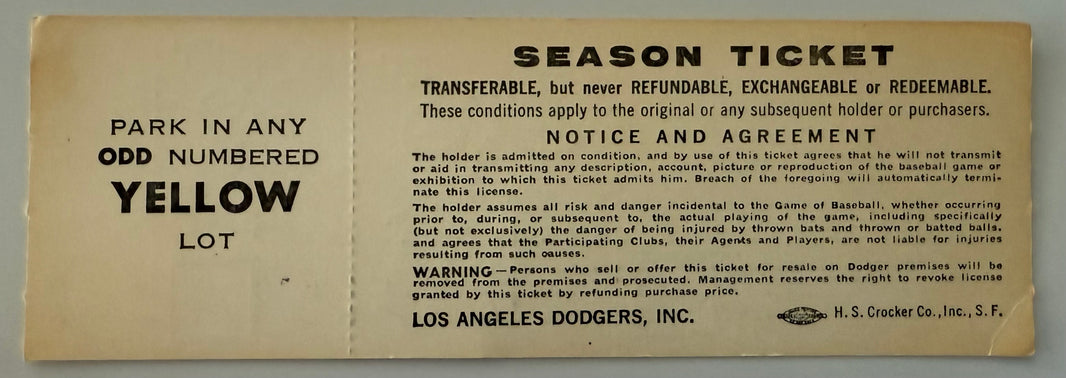 PARK IN ANY
ODD NUMBERED
YELLOW
LOT
SEASON TICKET
TRANSFERABLE, but never REFUNDABLE, EXCHANGEABLE or REDEEMABLE.
These conditions apply to the original or any subsequent holder or purchasers.
NOTICE AND AGREEMENT
The holder is admitted on condition, and by use of this ticket agrees that he will not transmit
or aid in transmitting any description, account, picture or reproduction of the baseball game or
exhibition to which this ticket admits him. Breach of the foregoing will automatically termi-
nate this license.
The holder assumes all risk and danger incidental to the Game of Baseball, whether occurring
prior to, during, or subsequent to, the actual playing of the game, including specifically
(but not exclusively) the danger of being injured by thrown bats and thrown or batted balls,
and agrees that the Participating Clubs, their Agents and Players, are not liable for injuries
resulting from such causes.
WARNING — Persons who sell or offer this ticket for resale on Dodger premises will be
removed from the premises and prosecuted. Management reserves the right to revoke license
granted by this ticket by refunding purchase price.
LOS ANGELES DODGERS, INC.
H. S. Crocker Co., Inc., S. F.